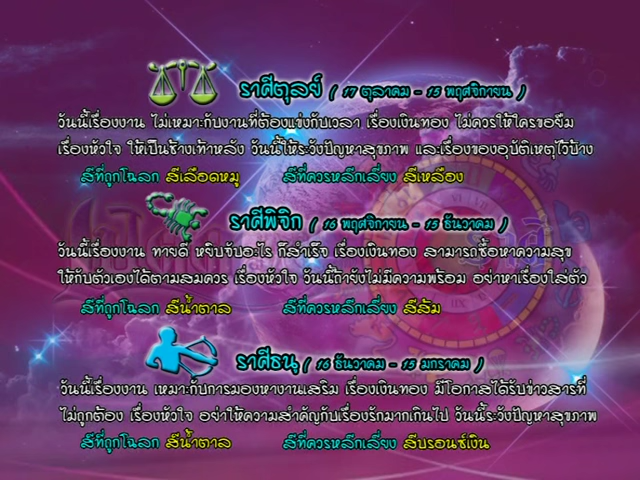 ราศีตุลย์ ( 17 ตุลาคม - 15 พฤศจิกายน )
วันนี้เรื่องงาน ไม่เหมาะกับงานที่ต้องแข่งกับเวลา เรื่องเงินทอง ไม่ควรให้ใครขอยืม
เรื่องหัวใจ ให้เป็นช้างเท้าหลัง วันนี้ให้ระวังปัญหาสุขภาพ และเรื่องของอุบัติเหตุไว้บ้าง
สีที่ถูกโฉลก สีเลือดหมู สีที่ควรหลีกเลี่ยง สีเหลือง
ราศีพิจิก ( 16 พฤศจิกายน - 15 ธันวาคม )
วันนี้เรื่องงาน ทายดี หยิบจับอะไร ก็สำเร็จ เรื่องเงินทอง สามารถซื้อหาความสุข
ให้กับตัวเองได้ตามสมควร เรื่องหัวใจ วันนี้ถ้ายังไม่มีความพร้อม อย่าหาเรื่องใส่ตัว
สีที่ถูกโฉลก สีน้ำตาล สีที่ควรหลีกเลี่ยง สีส้ม
ราศีธนู ( 16 ธันวาคม - 15 มกราคม )
วันนี้เรื่องงาน เหมาะกับการมองหางานเสริม เรื่องเงินทอง มีโอกาสได้รับข่าวสารที่
ไม่ถูกต้อง เรื่องหัวใจ อย่าให้ความสำคัญกับเรื่องรักมากเกินไป วันนี้ระวังปัญหาสุขภาพ
สีที่ถูกโฉลก สีน้ำตาล สีที่ควรหลีกเลี่ยง สีบรอนซ์เงิน